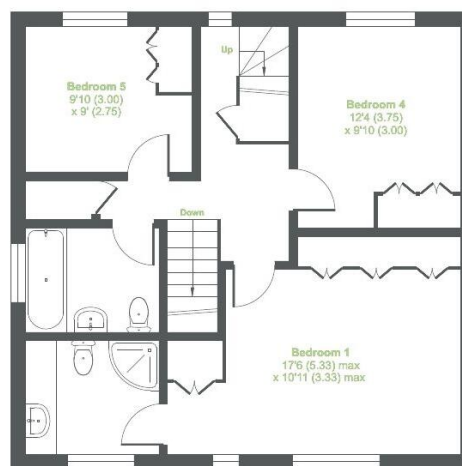 Up
Bedroom 5
9'10 (3.00)
x 9' (2.75)
Bedroom 4
12'4 (3.75)
x 9'10 (3.00)
Down
Bedroom 1
17'6 (5.33) max
x 10'11 (3.33) max